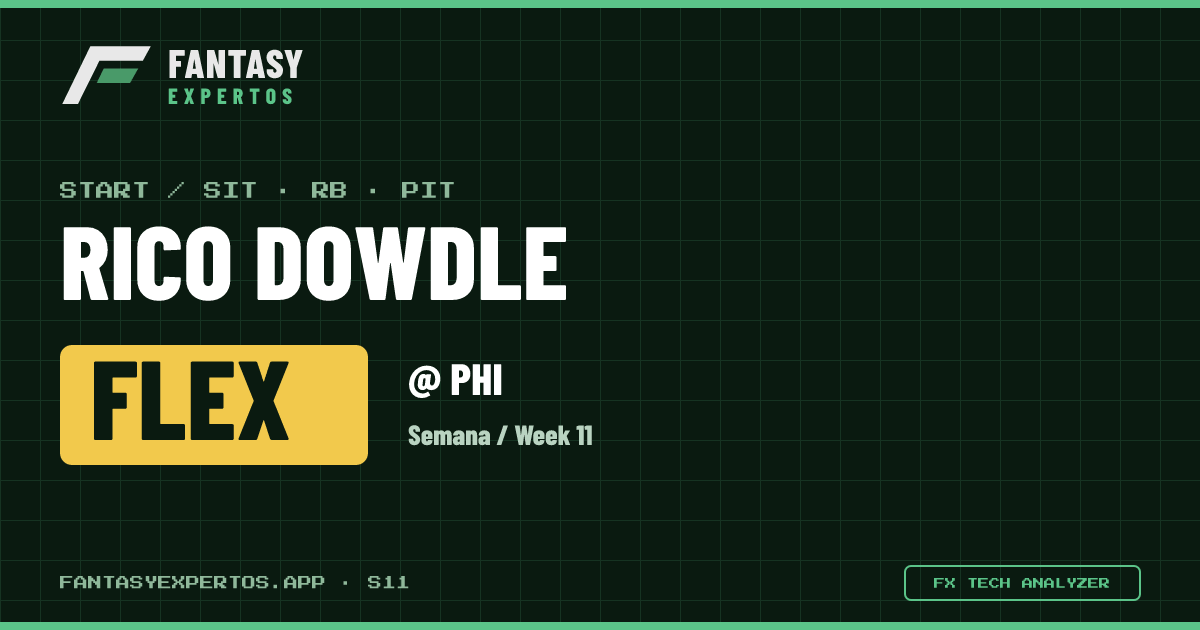 FANTASY
EXPERTOS
START / SIT · RB · PIT
RICO DOWDLE
FLEX
@ PHI
Semana / Week 11
FANTASYEXPERTOS.APP · S11
FX TECH ANALYZER